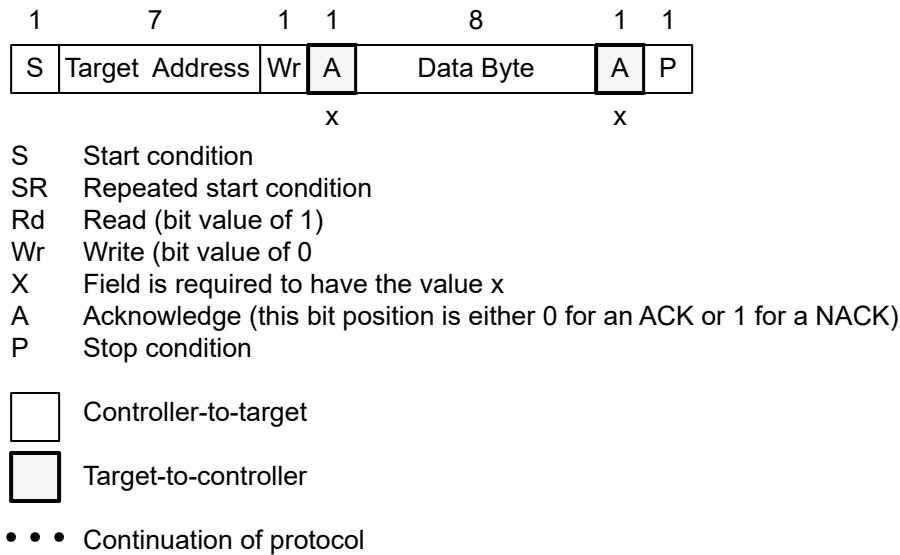 1 7 1 1 8 1 1
S Target Address Wr A Data Byte A P
x x
S Start condition
SR Repeated start condition
Rd Read (bit value of 1)
Wr Write (bit value of 0
X Field is required to have the value x
A Acknowledge (this bit position is either 0 for an ACK or 1 for a NACK)
P Stop condition
Controller-to-target
Target-to-controller
• • • Continuation of protocol